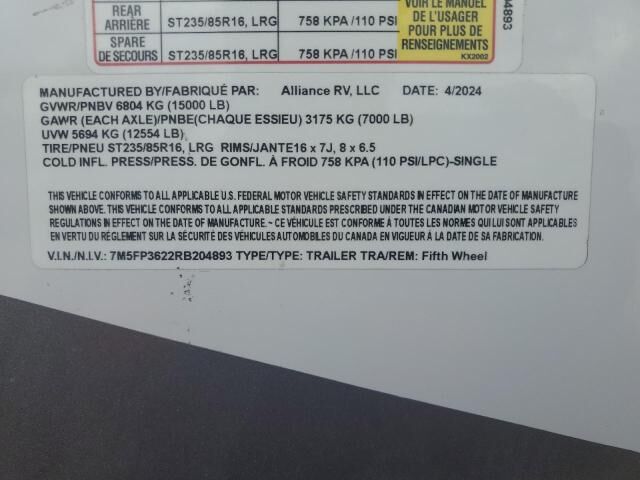 REAR
ARRIÈRE ST235/85R16, LRG 758 KPA /110 PSI
SPARE
DE SECOURS ST235/85R16, LRG 758 KPA /110 PSI
VOIR LE MANUEL
DE L'USAGER
POUR PLUS DE
RENSEIGNEMENTS
KX2002
04893
MANUFACTURED BY/FABRIQUÉ PAR: Alliance RV, LLC DATE: 4/2024
GVWR/PNBV 6804 KG (15000 LB)
GAWR (EACH AXLE)/PNBE(CHAQUE ESSIEU) 3175 KG (7000 LB)
UVW 5694 KG (12554 LB)
TIRE/PNEU ST235/85R16, LRG RIMS/JANTE16 x 7J, 8 x 6.5
COLD INFL. PRESS/PRESS. DE GONFL. À FROID 758 KPA (110 PSI/LPC)-SINGLE
THIS VEHICLE CONFORMS TO ALL APPLICABLE U.S. FEDERAL MOTOR VEHICLE SAFETY STANDARDS IN EFFECT ON THE DATE OF MANUFACTURE
SHOWN ABOVE. THIS VEHICLE CONFORMS TO ALL APPLICABLE STANDARDS PRESCRIBED UNDER THE CANADIAN MOTOR VEHICLE SAFETY
REGULATIONS IN EFFECT ON THE DATE OF MANUFACTURE. ~ CE VÉHICULE EST CONFORME À TOUTES LES NORMES QUI LUI SONT APPLICABLES
EN VERTU DU RÉGLEMENT SUR LA SÉCURITÉ DES VÉHICULES AUTOMOBILES DU CANADA EN VIGUEUR À LA DATE DE SA FABRICATION.
V.I.N./N.I.V.: 7M5FP3622RB204893 TYPE/TYPE: TRAILER TRA/REM: Fifth Wheel